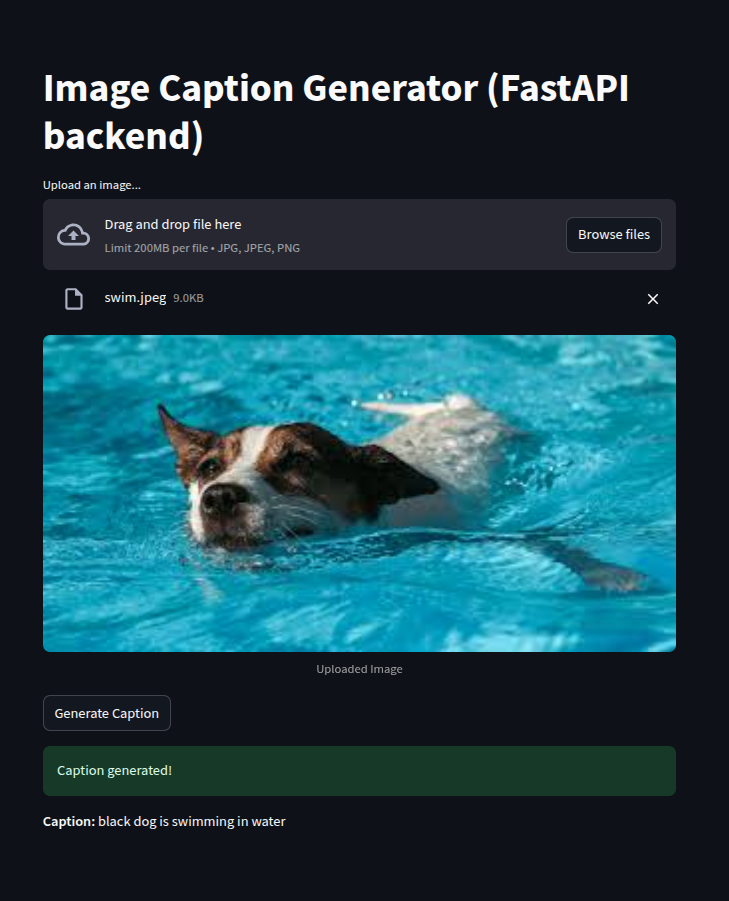 Image Caption Generator (FastAPI
backend)
Upload an image...
Drag and drop file here
Limit 200MB per file • JPG, JPEG, PNG
Browse files
swim.jpeg 9.0KB
Uploaded Image
Generate Caption
Caption generated!
Caption: black dog is swimming in water